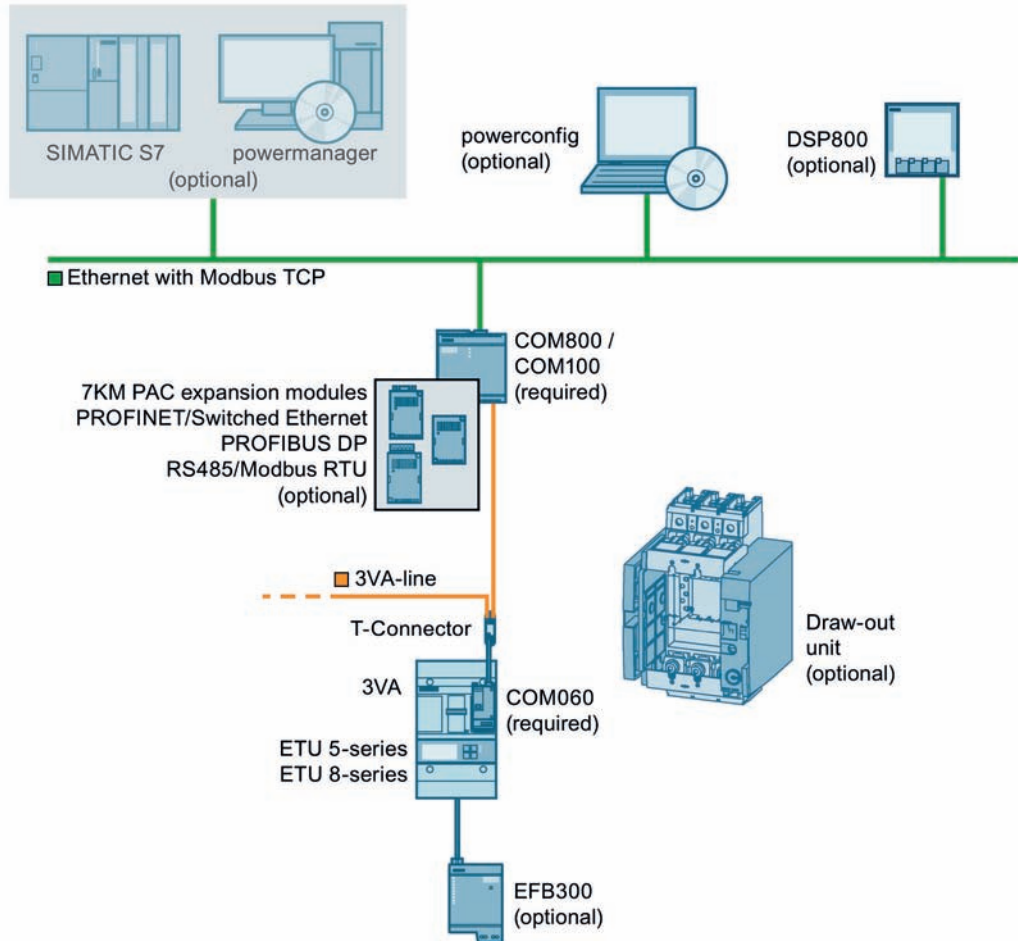 SIMATIC S7
powermanager
(optional)
powerconfig
(optional)
DSP800
(optional)
Ethernet with Modbus TCP
COM800 /
COM100
(required)
7KM PAC expansion modules
PROFINET/Switched Ethernet
PROFIBUS DP
RS485/Modbus RTU
(optional)
3VA-line
T-Connector
Draw-out
unit
(optional)
3VA
COM060
(required)
ETU 5-series
ETU 8-series
EFB300
(optional)